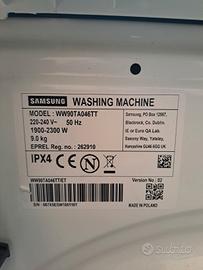 SAMSUNG WASHING MACHINE
MODEL : WW90TA046TT
220-240 V~ 50 Hz
1900-2300 W
9.0 kg
EPREL Reg. no.: 262910
Samsung, PO Box 12987,
Blackrock, Co. Dublin.
IE or Euro QA Lab.
Saxony Way, Yateley,
Hampshire GU46 6GG UK
IPX4
WW90TA046TT/ET
Version No : 02
S/N :
MADE IN POLAND
Subito